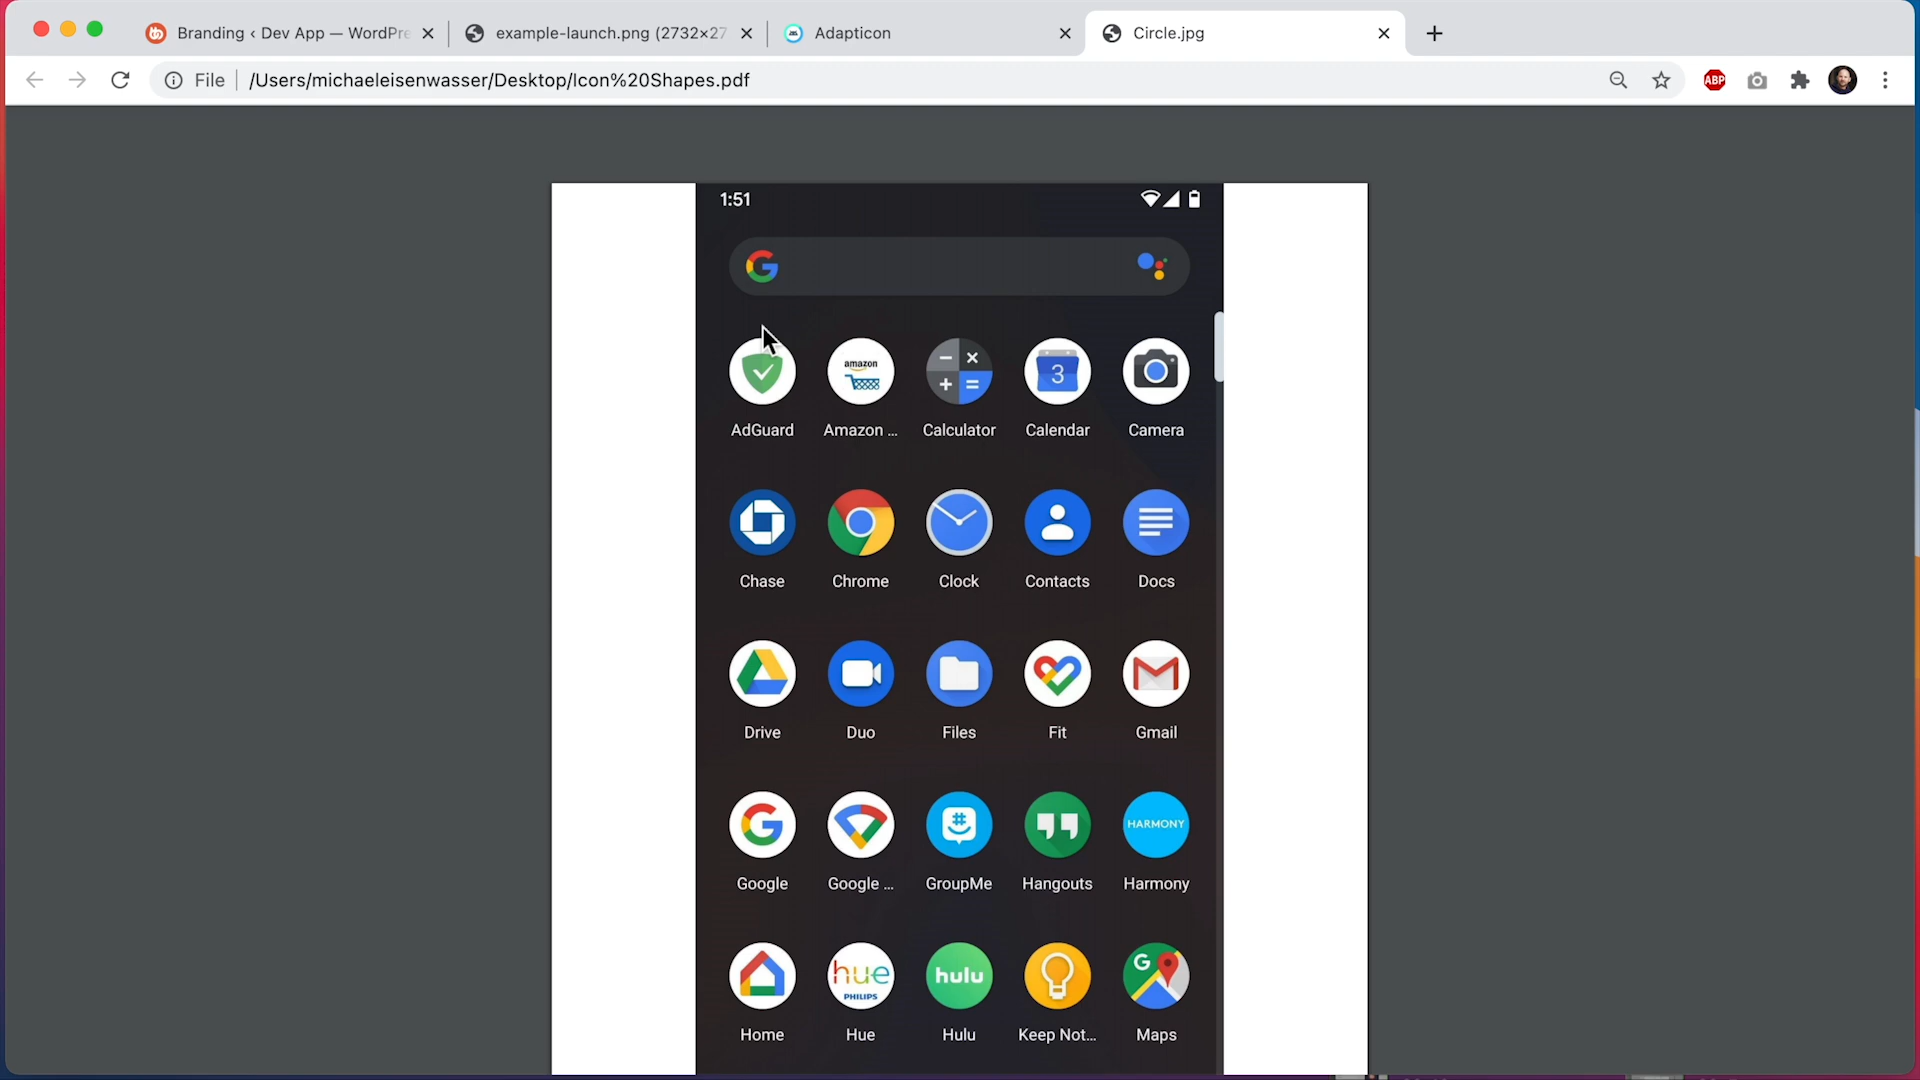 Branding ‹ Dev App — WordPre
example-launch.png (2732×27
Adapticon
Circle.jpg
File
/Users/michaeleisenwasser/Desktop/Icon%20Shapes.pdf
ABP
1:51
amazon
3
AdGuard
Amazon ...
Calculator
Calendar
Camera
Chase
Chrome
Clock
Contacts
Docs
Drive
Duo
Files
Fit
Gmail
HARMONY
Google
Google ...
GroupMe
Hangouts
Harmony
hue
PHILIPS
hulu
G
Home
Hue
Hulu
Keep Not...
Maps